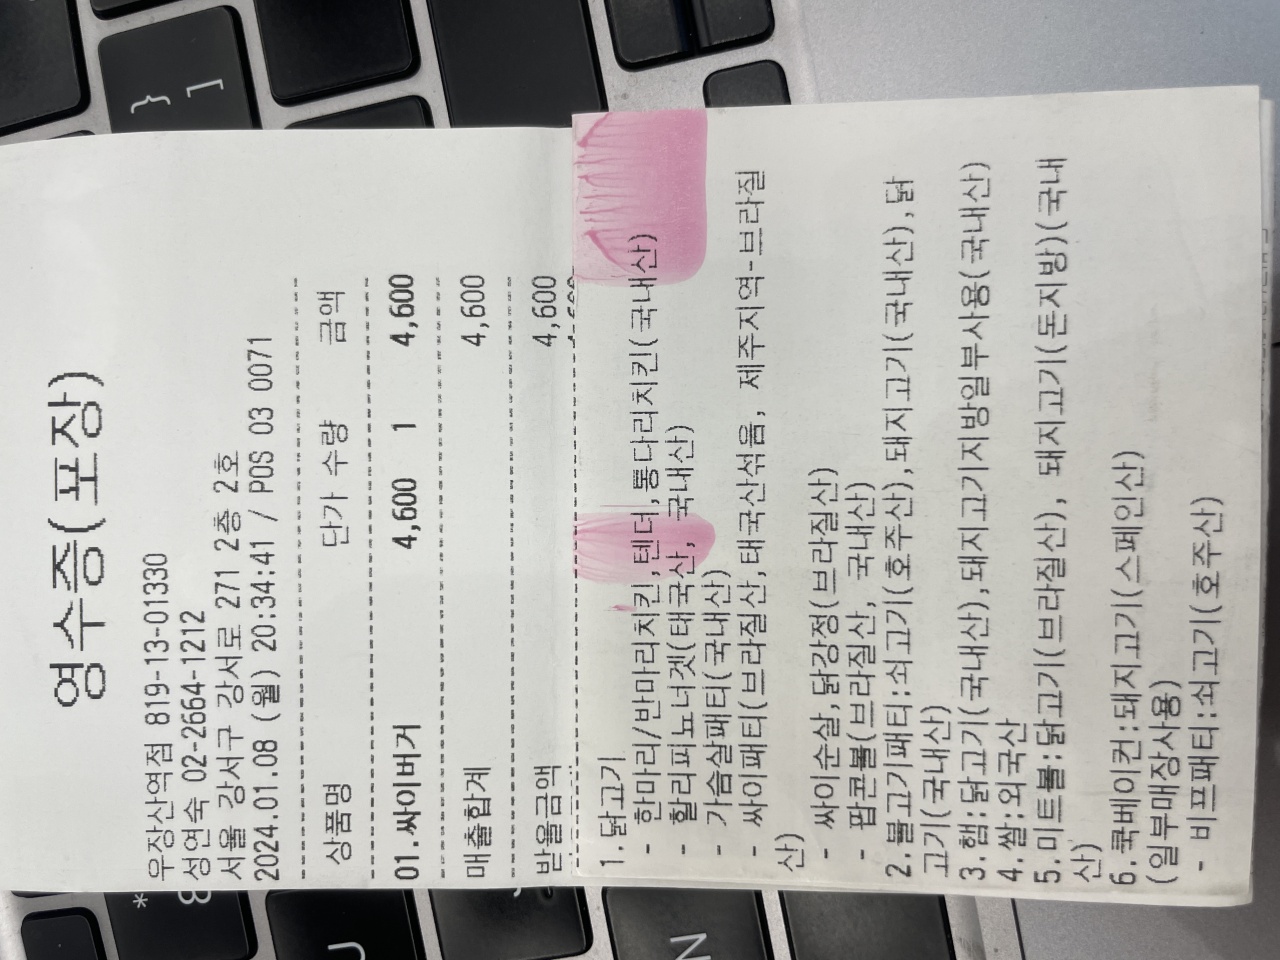 영수증(포장)
우장산역점 819-13-01330
성연숙 02-2664-1212
서울 강서구 강서로 271 2층 2호
2024.01.08 (월) 20:34:41 / POS 03 0071
상품명 단가 수량 금액
01.싸이버거 4,600 1 4,600
매출합계 4,600
받을금액 4,600
1.닭고기
- 한마리/반마리치킨,텐더,통다리치킨(국내산)
- 할리피뇨너겟(태국산, 국내산)
- 가슴살패티(국내산)
- 싸이패티(브라질산,태국산섞음, 제주지역-브라질
산)
- 싸이순살,닭강정(브라질산)
- 팝콘볼(브라질산, 국내산)
2.불고기패티:쇠고기(호주산),돼지고기(국내산),닭
고기(국내산)
3.햄:닭고기(국내산),돼지고기지방일부사용(국내산)
4.쌀:외국산
5.미트볼:닭고기(브라질산), 돼지고기(돈지방)(국내
산)
6.쿡베이컨:돼지고기(스페인산)
(일부매장사용)
- 비프패티:쇠고기(호주산)
}
]
*
8
U
N